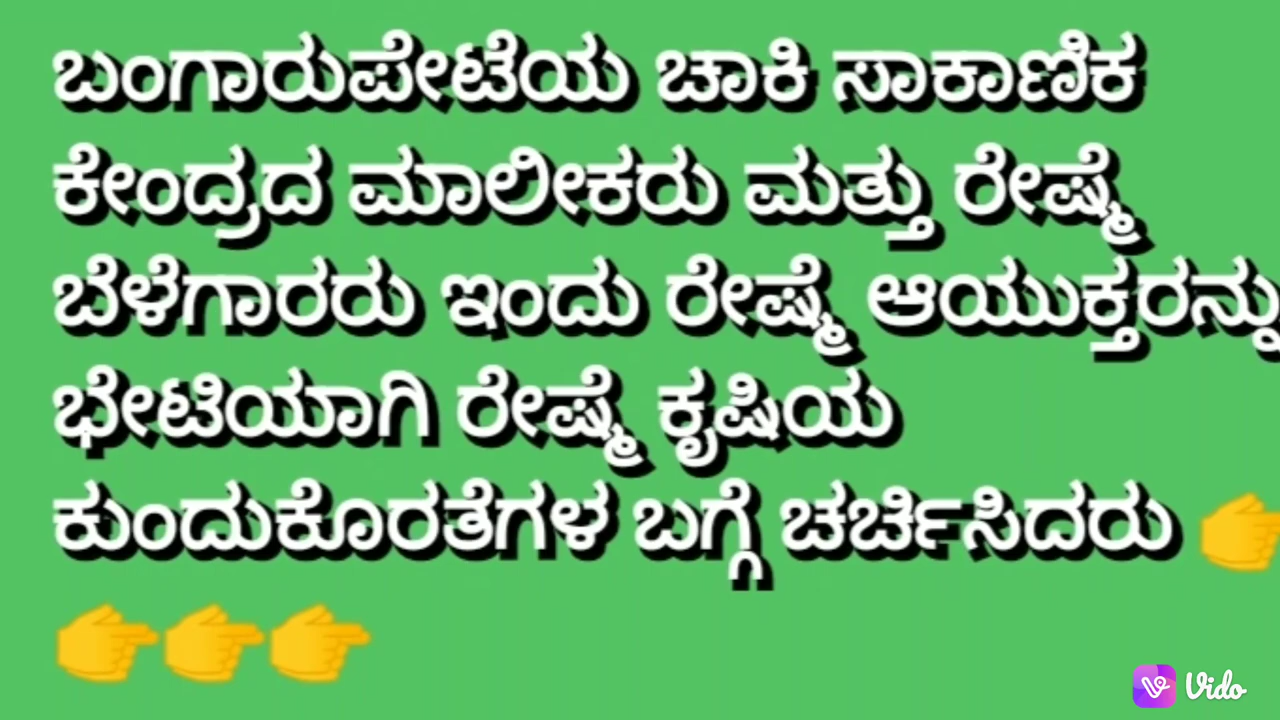 ಬಂಗಾರುಪೇಟೆಯ ಚಾಕಿ ಸಾಕಾಣಿಕ
ಕೇಂದ್ರದ ಮಾಲೀಕರು ಮತ್ತು ರೇಷ್ಮೆ
ಬೆಳೆಗಾರರು ಇಂದು ರೇಷ್ಮೆ ಆಯುಕ್ತರನ್ನು
ಭೇಟಿಯಾಗಿ ರೇಷ್ಮೆ ಕೃಷಿಯ
ಕುಂದುಕೊರತೆಗಳ ಬಗ್ಗೆ ಚರ್ಚಿಸಿದರು 👉
👉👉👉
Vido